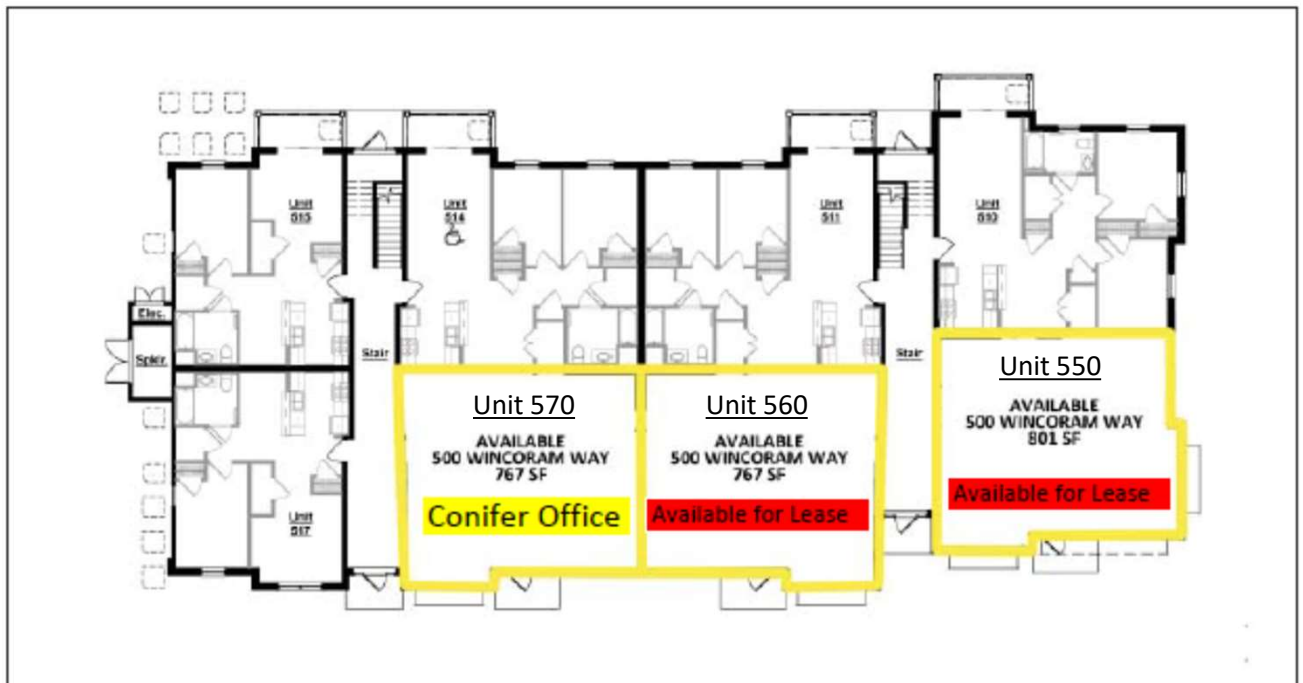 Unit
515
Unit
514
Unit
511
Unit
510
Elec.
Spklr.
Stair
Stair
Unit
517
Unit 570
AVAILABLE
500 WINCORAM WAY
767 SF
Conifer Office
Unit 560
AVAILABLE
500 WINCORAM WAY
767 SF
Available for Lease
Unit 550
AVAILABLE
500 WINCORAM WAY
801 SF
Available for Lease